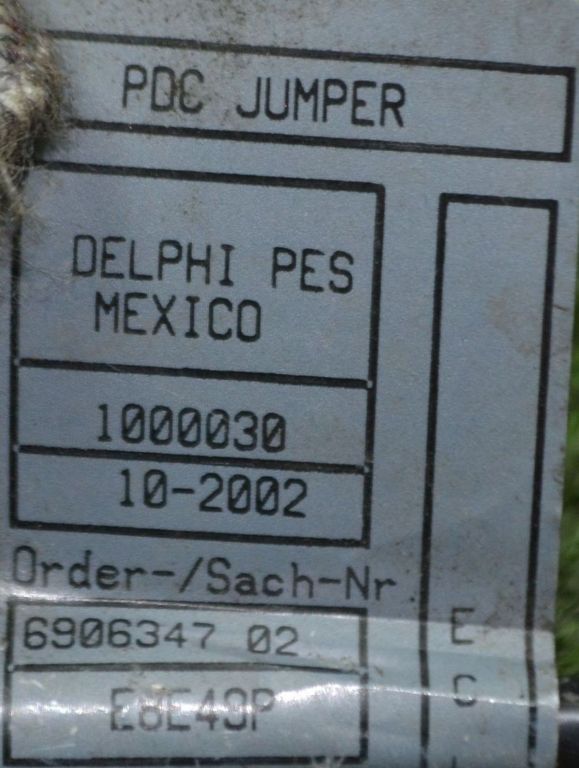 PDC JUMPER
DELPHI PES
MEXICO
1000030
10-2002
Order-/Sach-Nr
6906347 02
E
C